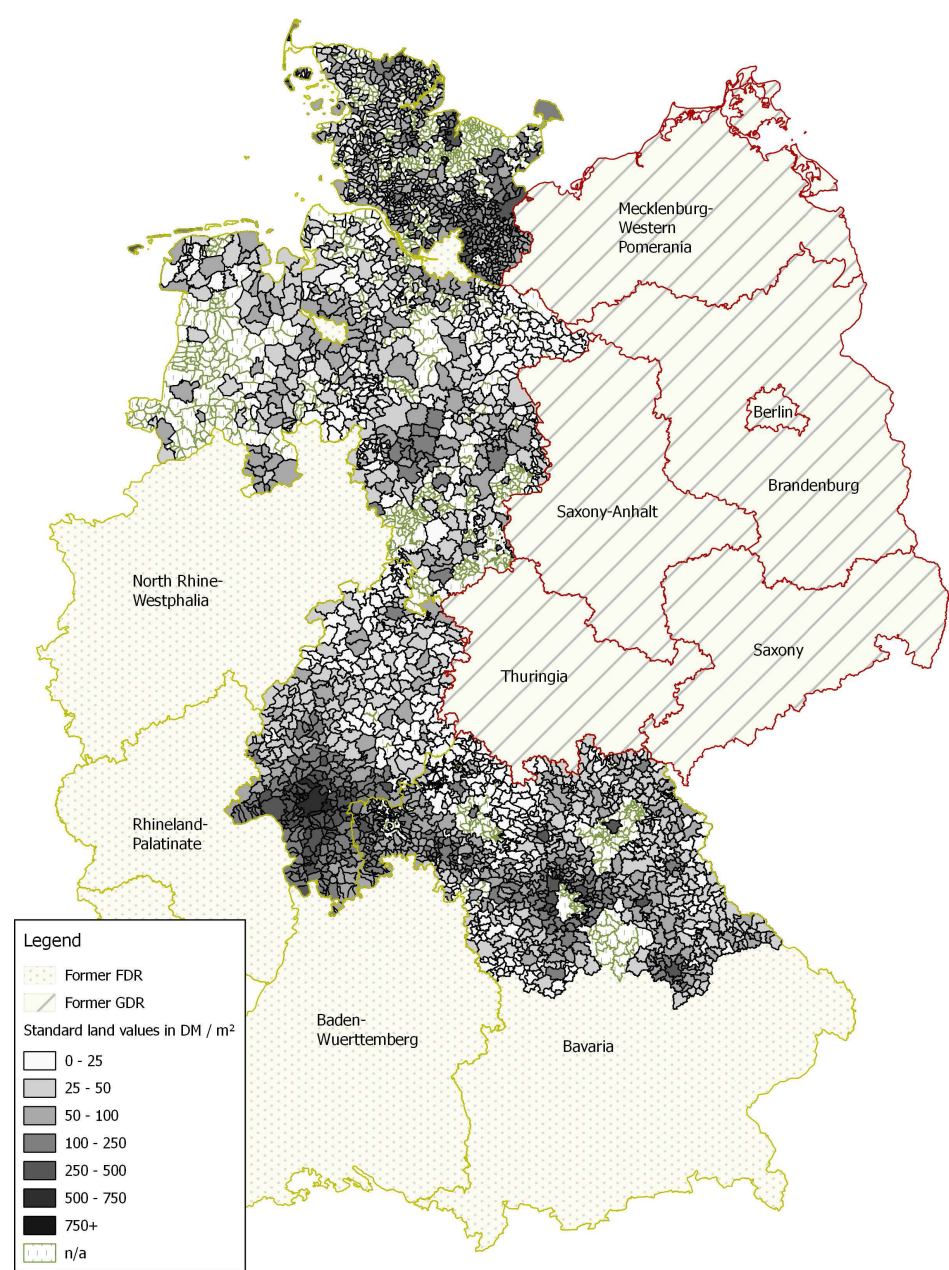 Mecklenburg-
Western
Pomerania
Berlin
Brandenburg
Saxony-Anhalt
North Rhine-
Westphalia
Saxony
Thuringia
Rhineland-
Palatinate
Baden-
Wuerttemberg
Bavaria
Legend
Former FDR
Former GDR
Standard land values in DM / m²
0 - 25
25 - 50
50 - 100
100 - 250
250 - 500
500 - 750
750+
n/a